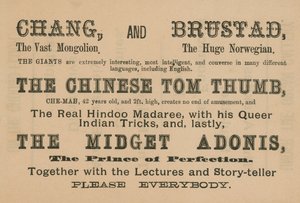 CHANG, AND BRUSTAD,
The Vast Mongolion The Huge Norwegian.
THE GIANTS are extremely interesting, most intelligent, and converse in many different
languages, including English.
THE CHINESE TOM THUMB,
CHE-MAH, 42 years old, and 2ft. high, creates no end of amusement, and
The Real Hindoo Madaree, with his Queer
Indian Tricks, and, lastly,
THE MIDGET ADONIS,
The Prince of Perfection.
Together with the Lectures and Story-teller
PLEASE EVERYBODY.